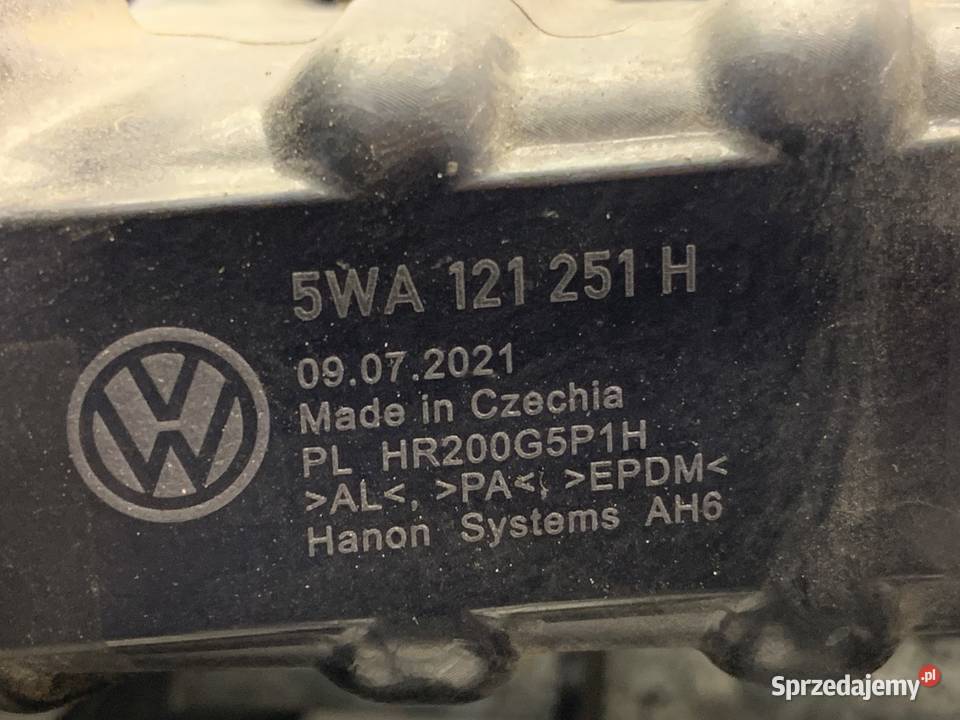 5WA 121 251 H
09.07.2021
Made in Czechia
PL HR200G5P1H
>AL<, >PA<, >EPDM<
Hanon Systems AH6
VW
Sprzedajemy.pl